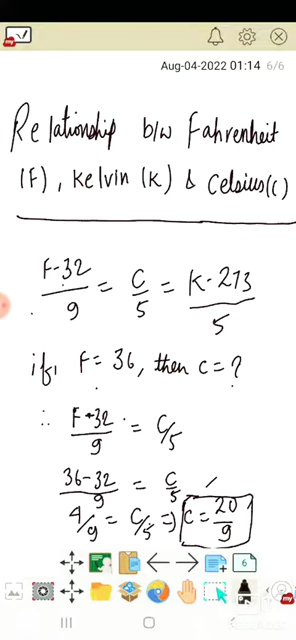 Aug-04-2022 01:14 6/6
Relationship b/w Fahrenheit
(F), Kelvin (K) & Celsius(C)
F-32/9 = C/5 = K-273/5
if, F = 36, then C = ?
∴ F-32/9 = C/5
36-32/9 = C/5
4/9 = C/5 => C = 20/9
6